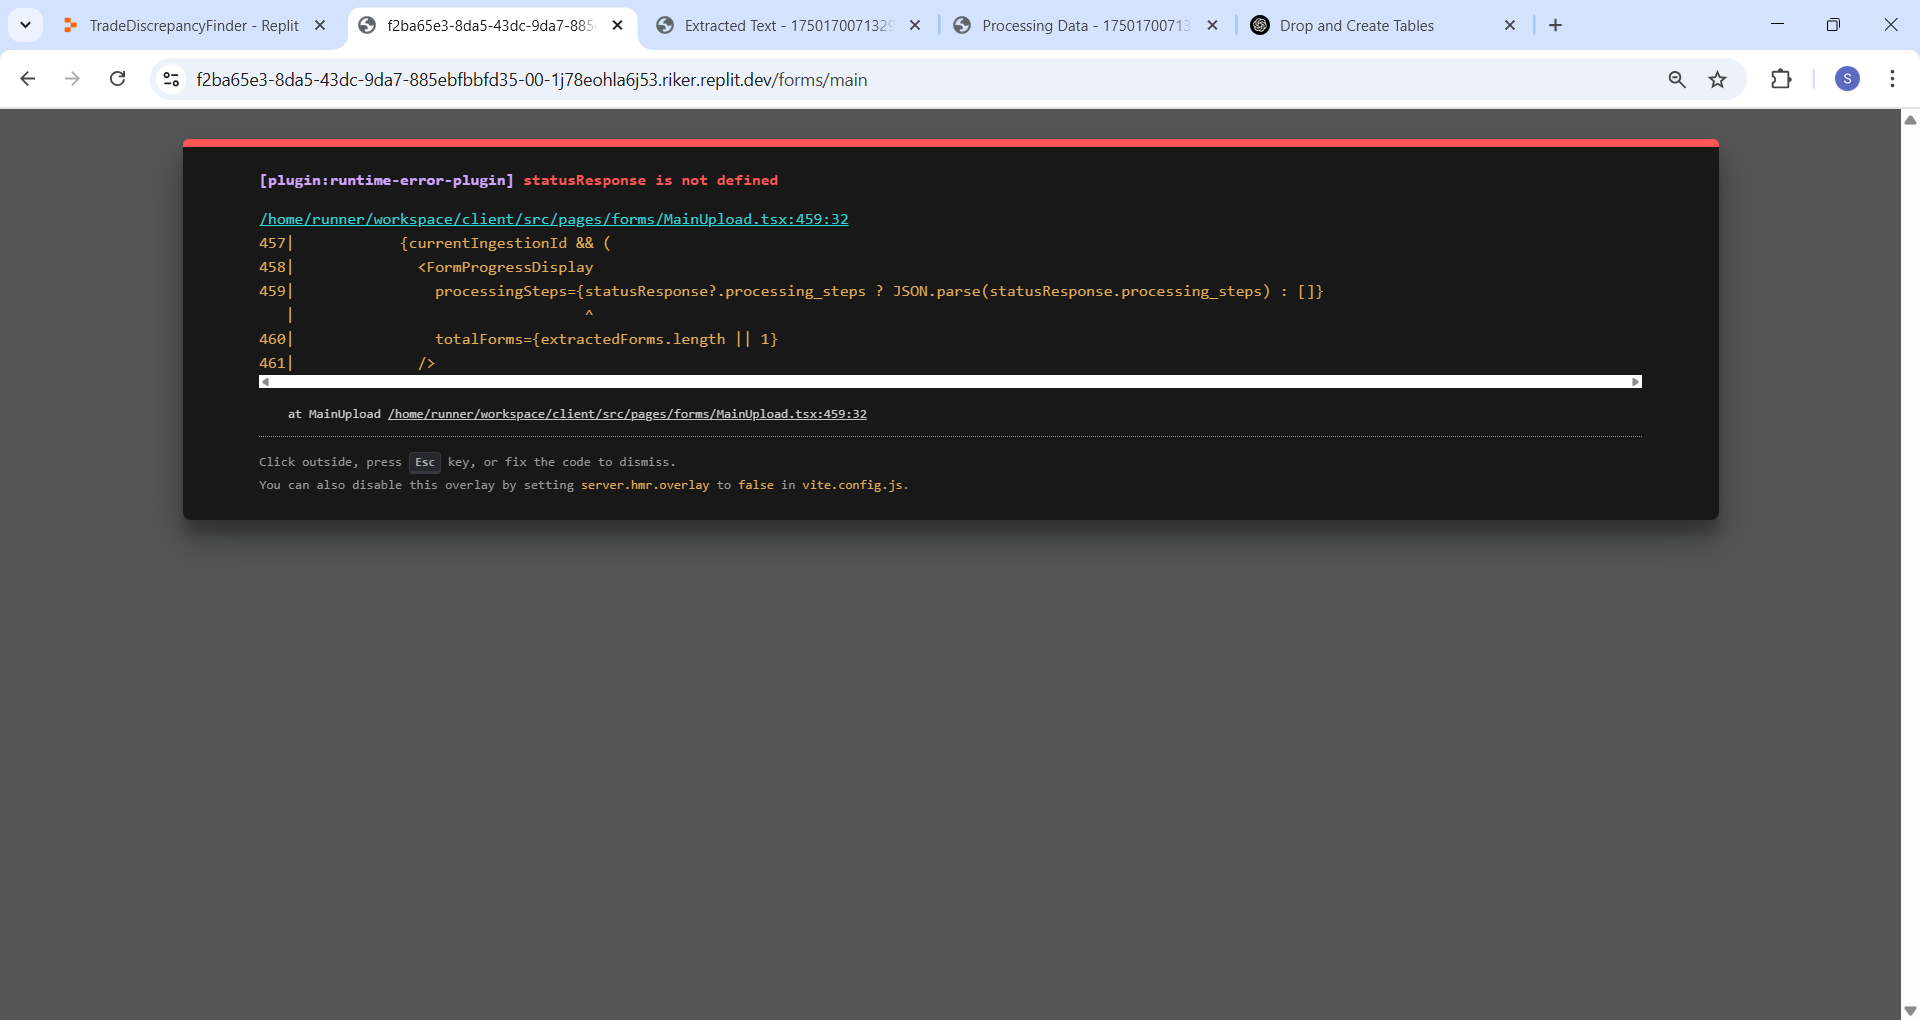 TradeDiscrepancyFinder - Replit
f2ba65e3-8da5-43dc-9da7-885
Extracted Text - 1750170071329
Processing Data - 17501700713
Drop and Create Tables
f2ba65e3-8da5-43dc-9da7-885ebfbbfd35-00-1j78eohla6j53.riker.replit.dev/forms/main
S
[plugin:runtime-error-plugin] statusResponse is not defined
/home/runner/workspace/client/src/pages/forms/MainUpload.tsx:459:32
457|            {currentIngestionId && (
458|              <FormProgressDisplay
459|                processingSteps={statusResponse?.processing_steps ? JSON.parse(statusResponse.processing_steps) : []}
   |                                 ^
460|                totalForms={extractedForms.length || 1}
461|              />
at MainUpload /home/runner/workspace/client/src/pages/forms/MainUpload.tsx:459:32
Click outside, press Esc key, or fix the code to dismiss.
You can also disable this overlay by setting server.hmr.overlay to false in vite.config.js.